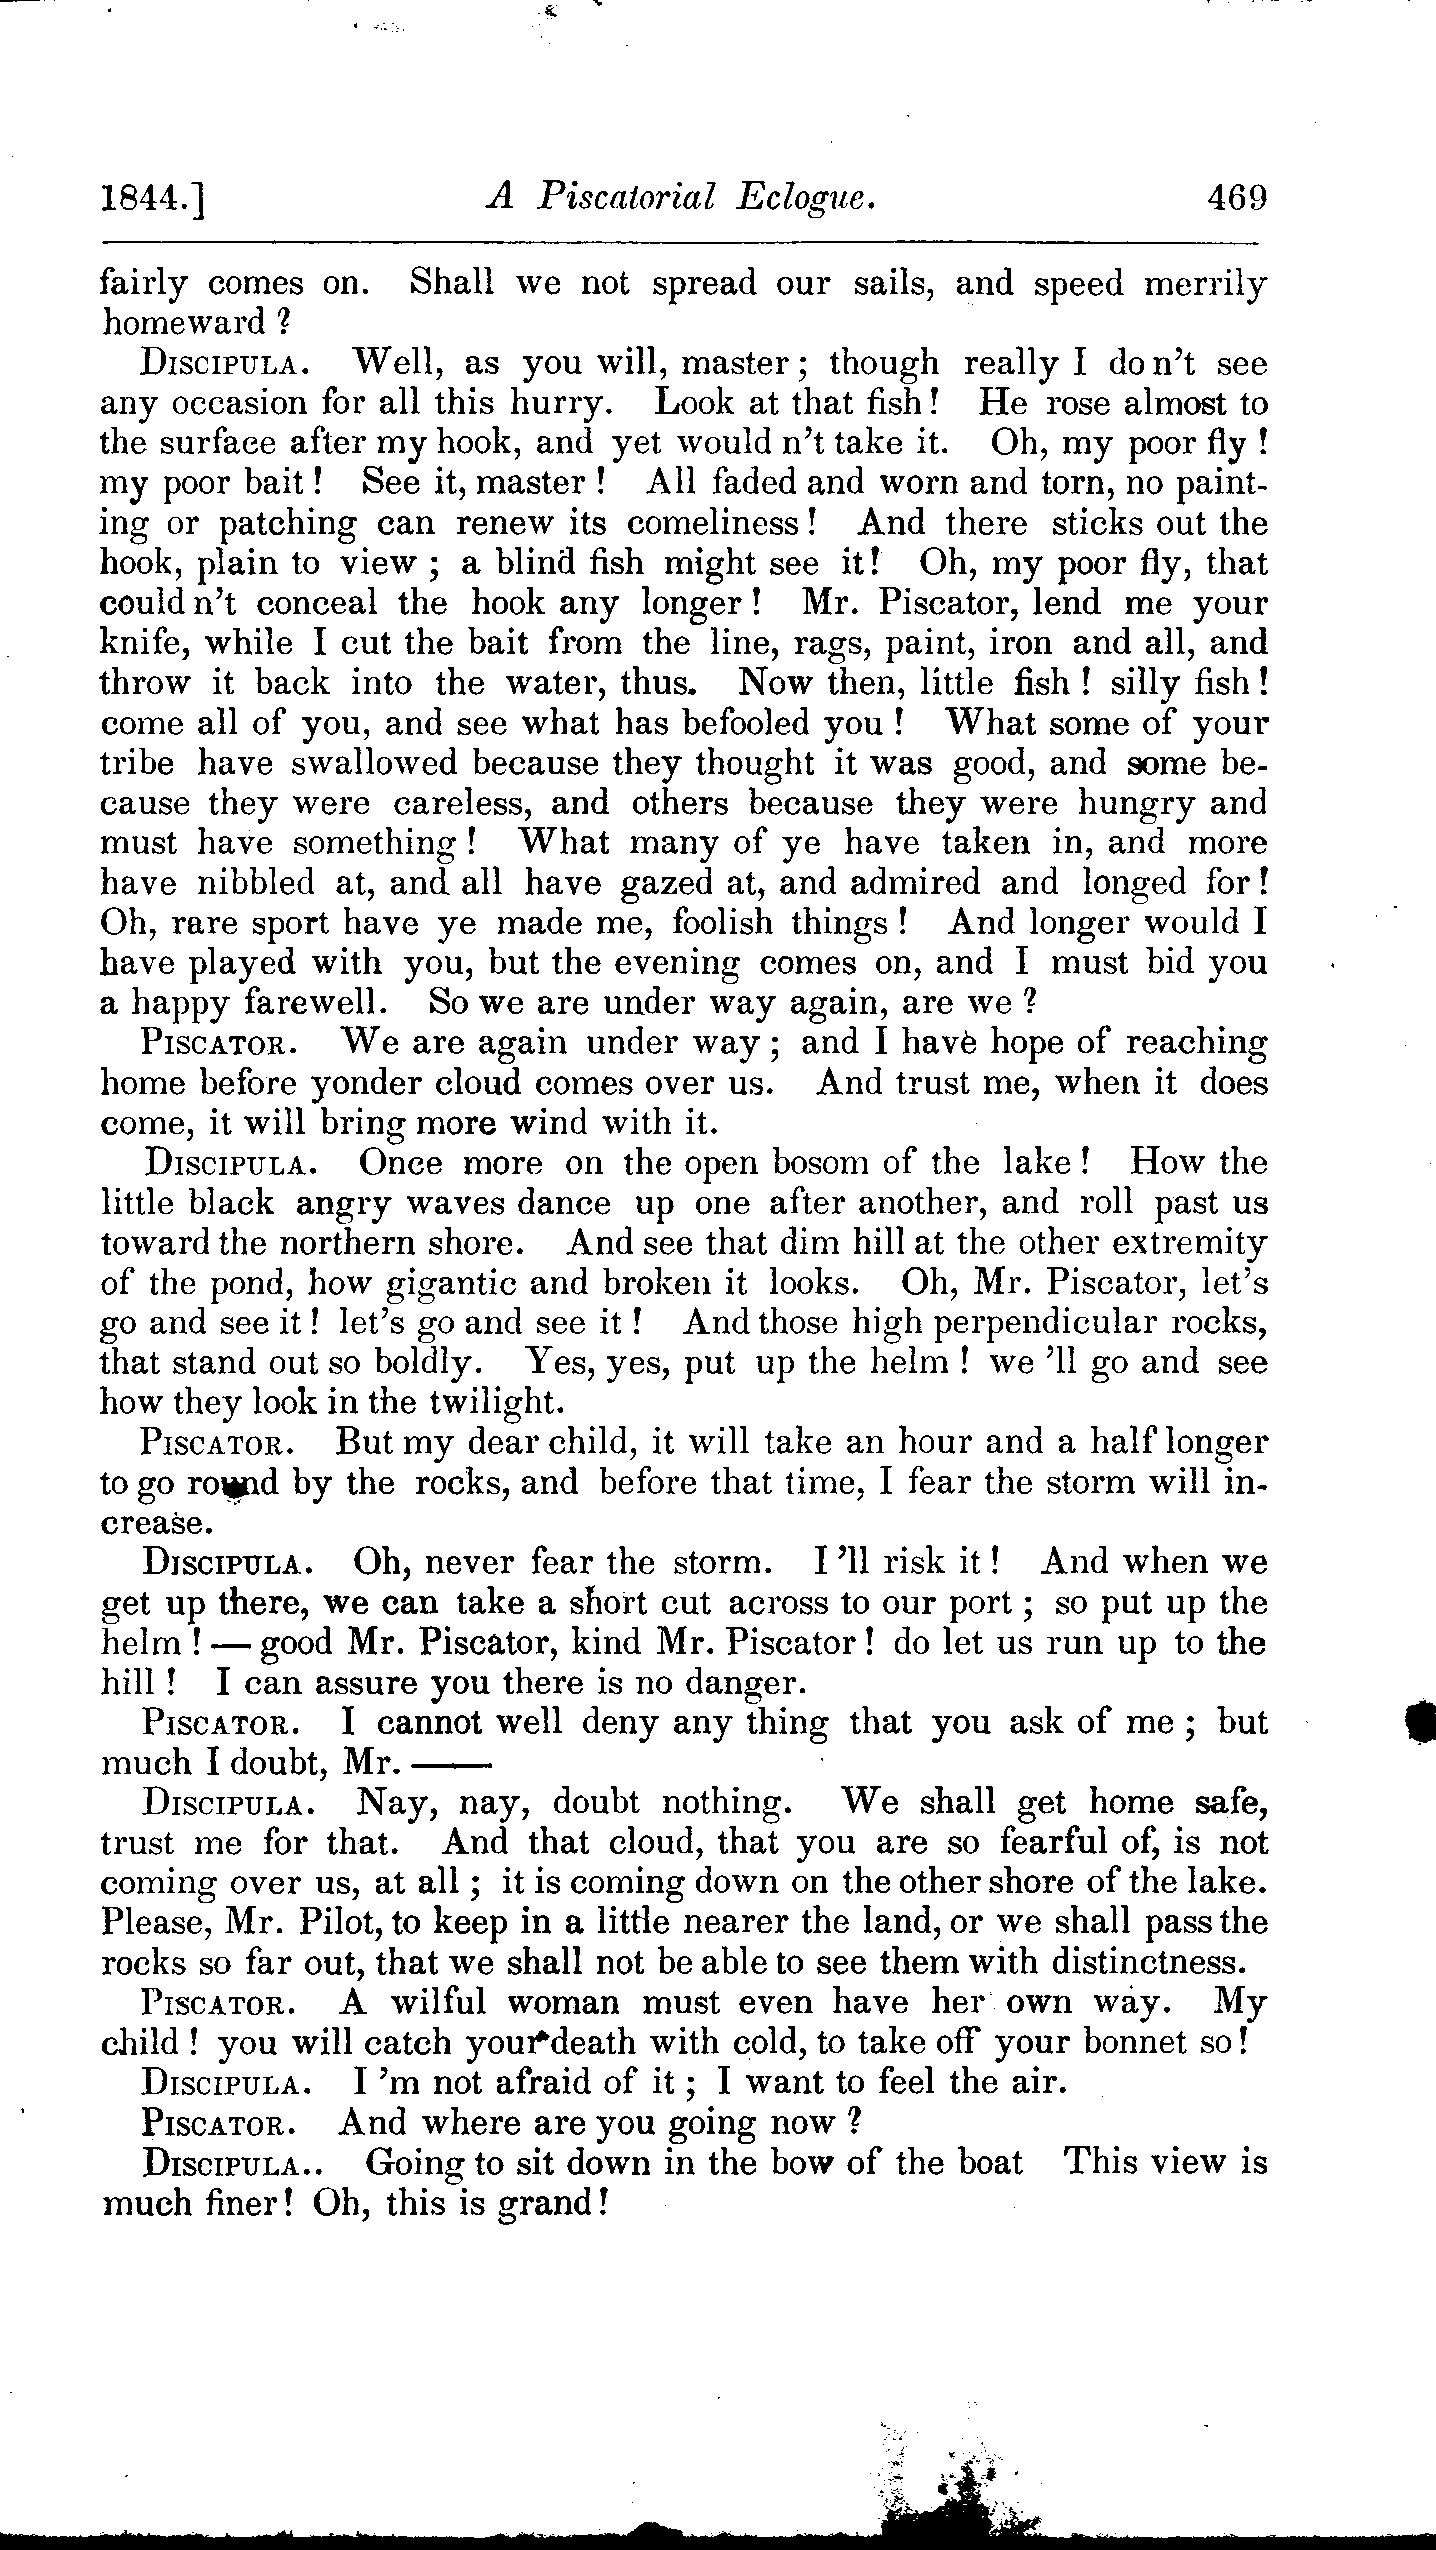 1844.] A Piscatorial Eclogue. 469
fairly comes on. Shall we not spread our sails, and speed merrily
homeward ?
DISCIPULA. Well, as you will, master ; though really I do n't see
any occasion for all this hurry. Look at that fish ! He rose almost to
the surface after my hook, and yet would n't take it. Oh, my poor fly !
my poor bait ! See it, master ! All faded and worn and torn, no paint-
ing or patching can renew its comeliness ! And there sticks out the
hook, plain to view ; a blind fish might see it ! Oh, my poor fly, that
could n't conceal the hook any longer ! Mr. Piscator, lend me your
knife, while I cut the bait from the line, rags, paint, iron and all, and
throw it back into the water, thus. Now then, little fish ! silly fish !
come all of you, and see what has befooled you ! What some of your
tribe have swallowed because they thought it was good, and some be-
cause they were careless, and others because they were hungry and
must have something ! What many of ye have taken in, and more
have nibbled at, and all have gazed at, and admired and longed for !
Oh, rare sport have ye made me, foolish things ! And longer would I
have played with you, but the evening comes on, and I must bid you
a happy farewell. So we are under way again, are we ?
PISCATOR. We are again under way ; and I have hope of reaching
home before yonder cloud comes over us. And trust me, when it does
come, it will bring more wind with it.
DISCIPULA. Once more on the open bosom of the lake ! How the
little black angry waves dance up one after another, and roll past us
toward the northern shore. And see that dim hill at the other extremity
of the pond, how gigantic and broken it looks. Oh, Mr. Piscator, let's
go and see it ! let's go and see it ! And those high perpendicular rocks,
that stand out so boldly. Yes, yes, put up the helm ! we 'll go and see
how they look in the twilight.
PISCATOR. But my dear child, it will take an hour and a half longer
to go round by the rocks, and before that time, I fear the storm will in-
crease.
DISCIPULA. Oh, never fear the storm. I 'll risk it ! And when we
get up there, we can take a short cut across to our port ; so put up the
helm ! — good Mr. Piscator, kind Mr. Piscator ! do let us run up to the
hill ! I can assure you there is no danger.
PISCATOR. I cannot well deny any thing that you ask of me ; but
much I doubt, Mr. ——
DISCIPULA. Nay, nay, doubt nothing. We shall get home safe,
trust me for that. And that cloud, that you are so fearful of, is not
coming over us, at all ; it is coming down on the other shore of the lake.
Please, Mr. Pilot, to keep in a little nearer the land, or we shall pass the
rocks so far out, that we shall not be able to see them with distinctness.
PISCATOR. A wilful woman must even have her own way. My
child ! you will catch your death with cold, to take off your bonnet so !
DISCIPULA. I 'm not afraid of it ; I want to feel the air.
PISCATOR. And where are you going now ?
DISCIPULA.. Going to sit down in the bow of the boat This view is
much finer ! Oh, this is grand !